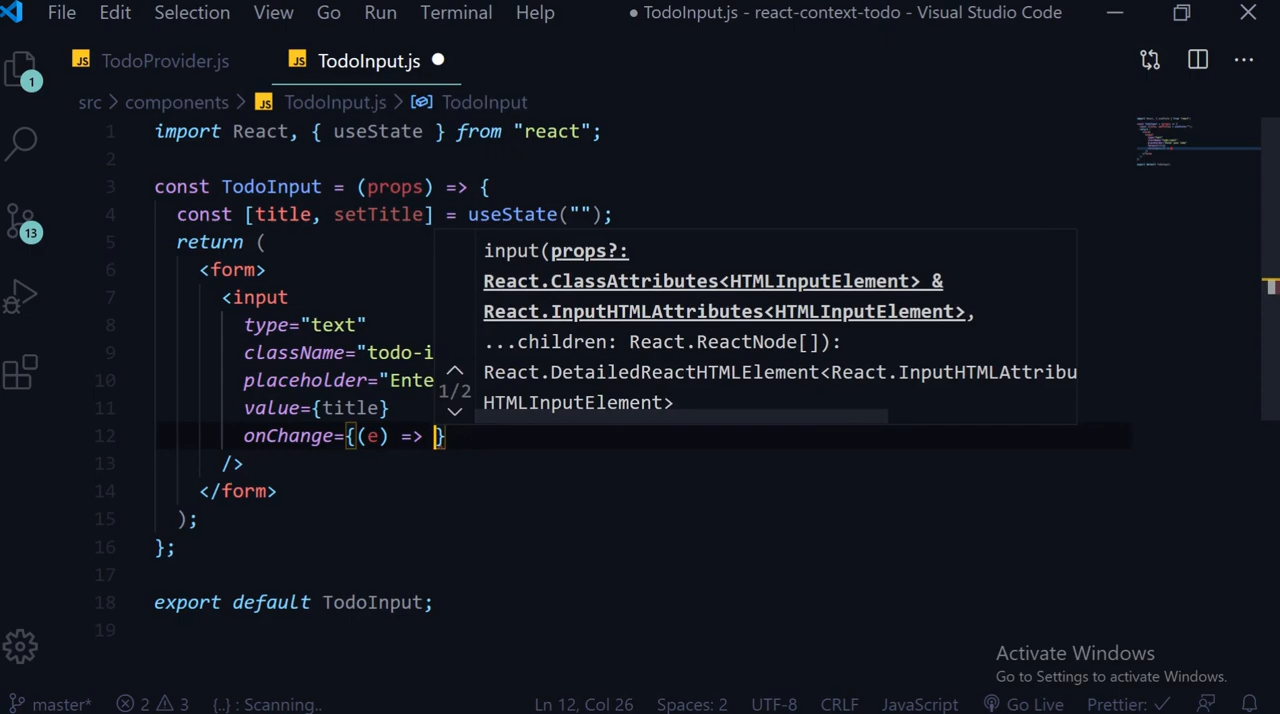 File Edit Selection View Go Run Terminal Help ● TodoInput.js - react-context-todo - Visual Studio Code
JS TodoProvider.js JS TodoInput.js
1
src > components > JS TodoInput.js > TodoInput
1 import React, { useState } from "react";
2
3 const TodoInput = (props) => {
4 const [title, setTitle] = useState("");
5 return (
6 <form>
7 <input
8 type="text"
9 className="todo-i
10 placeholder="Ente
11 value={title}
12 onChange={(e) => }
13 />
14 </form>
15 );
16 };
17
18 export default TodoInput;
19
input(props?:
React.ClassAttributes<HTMLInputElement> &
React.InputHTMLAttributes<HTMLInputElement>,
...children: React.ReactNode[]):
React.DetailedReactHTMLElement<React.InputHTMLAttribu
HTMLInputElement>
1/2
13
Activate Windows
Go to Settings to activate Windows.
master* 2 3 {..} : Scanning.. Ln 12, Col 26 Spaces: 2 UTF-8 CRLF JavaScript Go Live Prettier: ✓